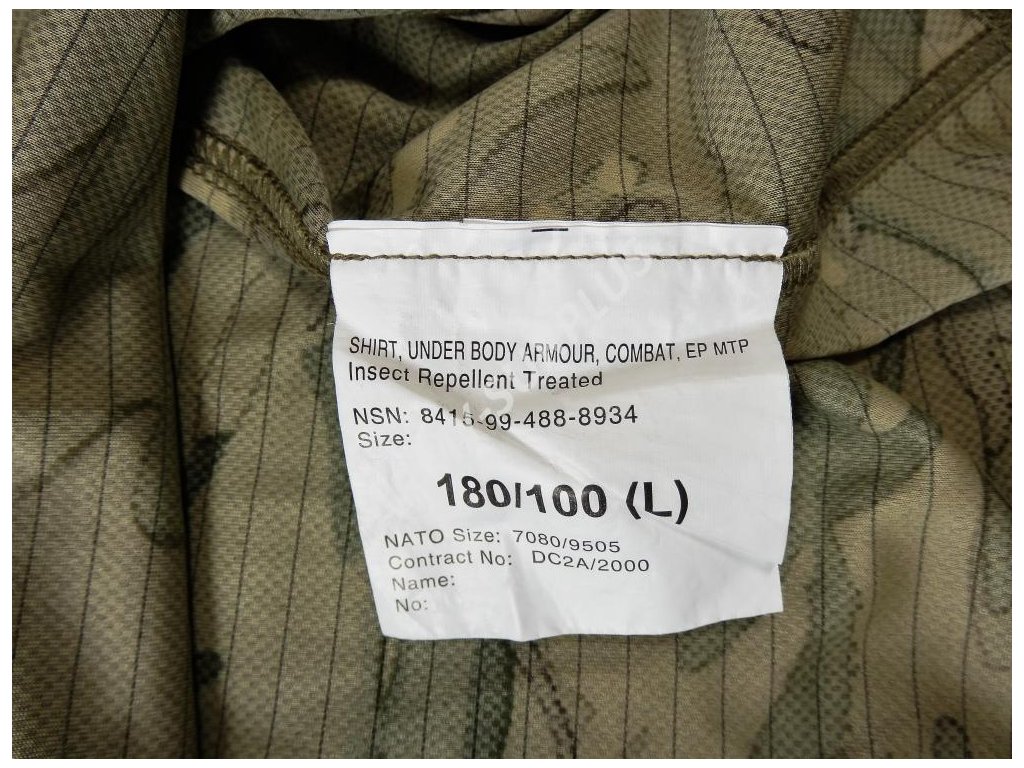 SHIRT, UNDER BODY ARMOUR, COMBAT, EP MTP
Insect Repellent Treated
NSN: 8415-99-488-8934
Size:
180/100 (L)
NATO Size: 7080/9505
Contract No: DC2A/2000
Name:
No: